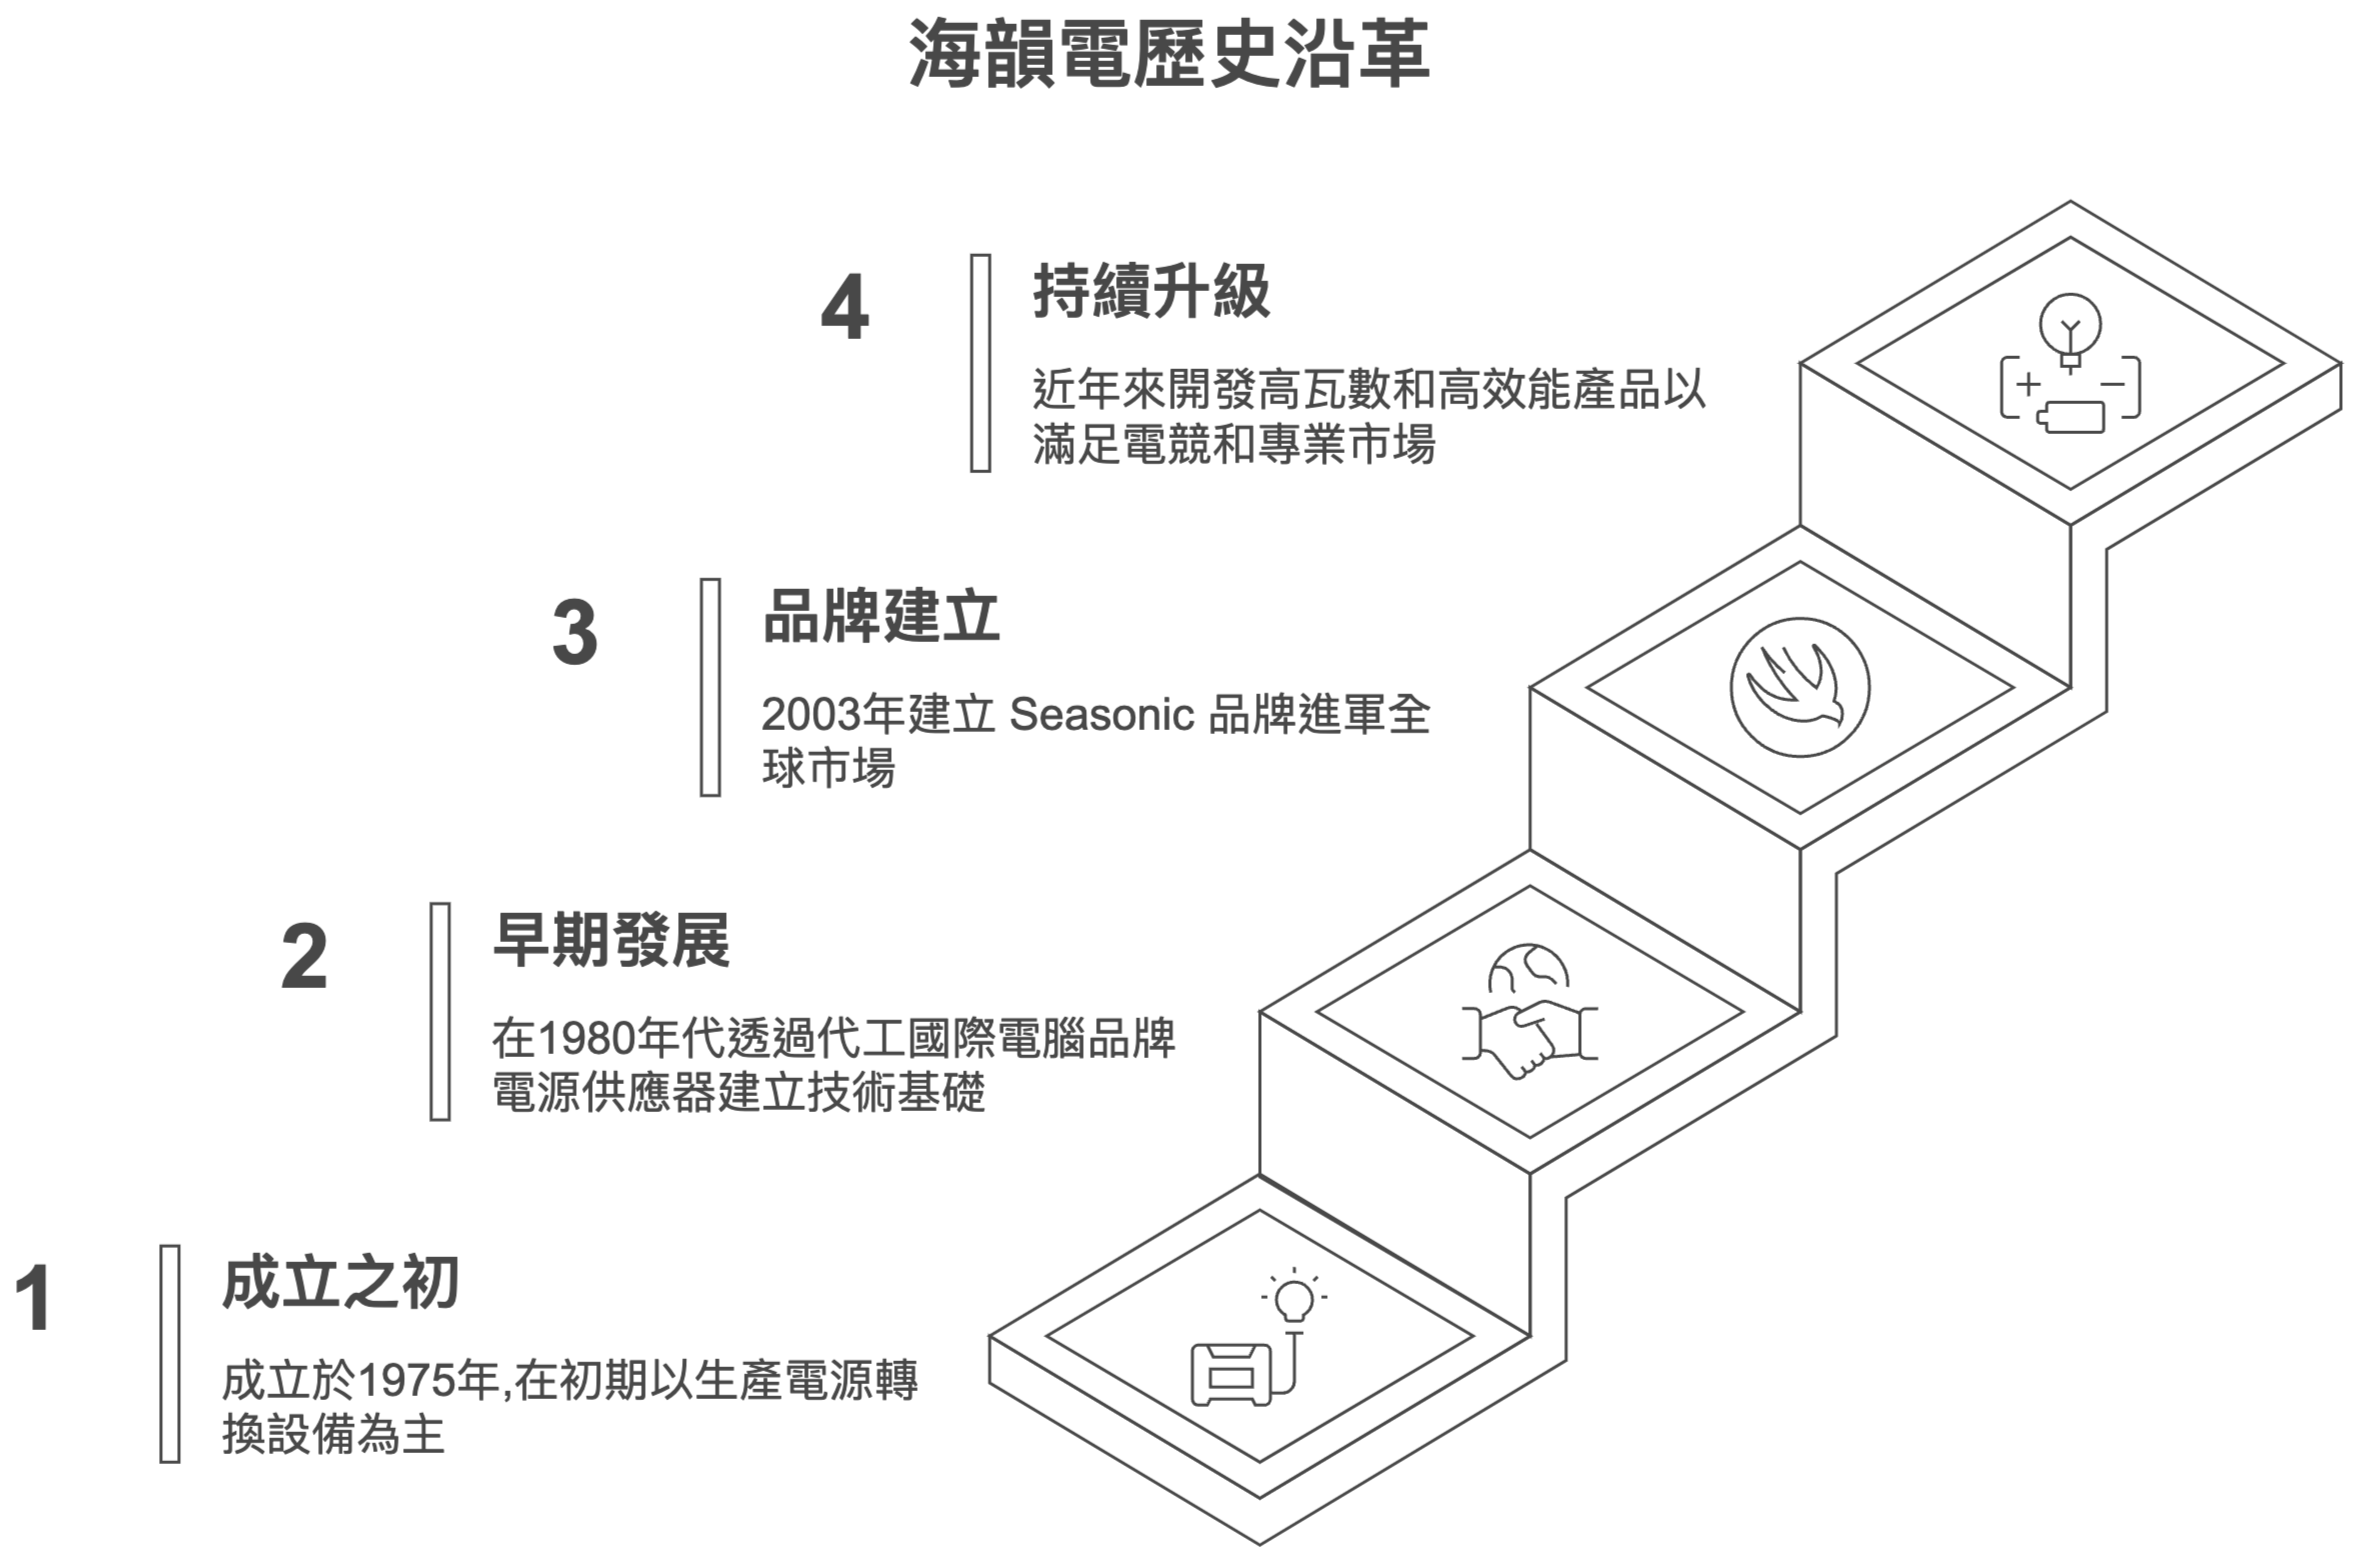 海韻電歷史沿革
4
持續升級
近年來開發高瓦數和高效能產品以
滿足電競和專業市場
3
品牌建立
2003年建立 Seasonic 品牌進軍全
球市場
2
早期發展
在1980年代透過代工國際電腦品牌
電源供應器建立技術基礎
1
成立之初
成立於1975年,在初期以生產電源轉
換設備為主